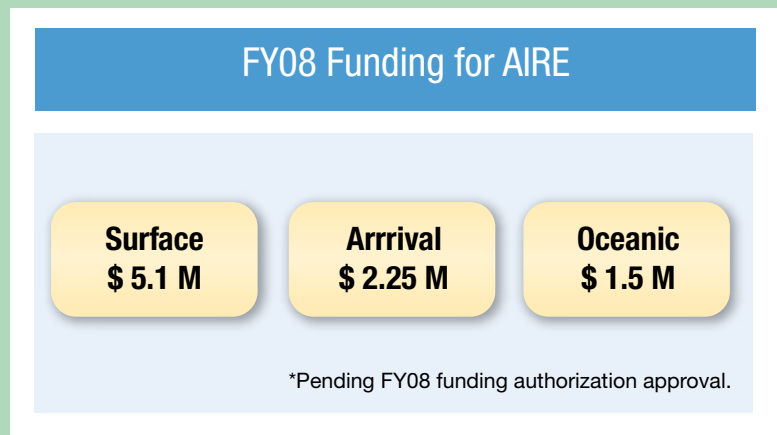 FY08 Funding for AIRE
Surface
$ 5.1 M
Arrrival
$ 2.25 M
Oceanic
$ 1.5 M
*Pending FY08 funding authorization approval.